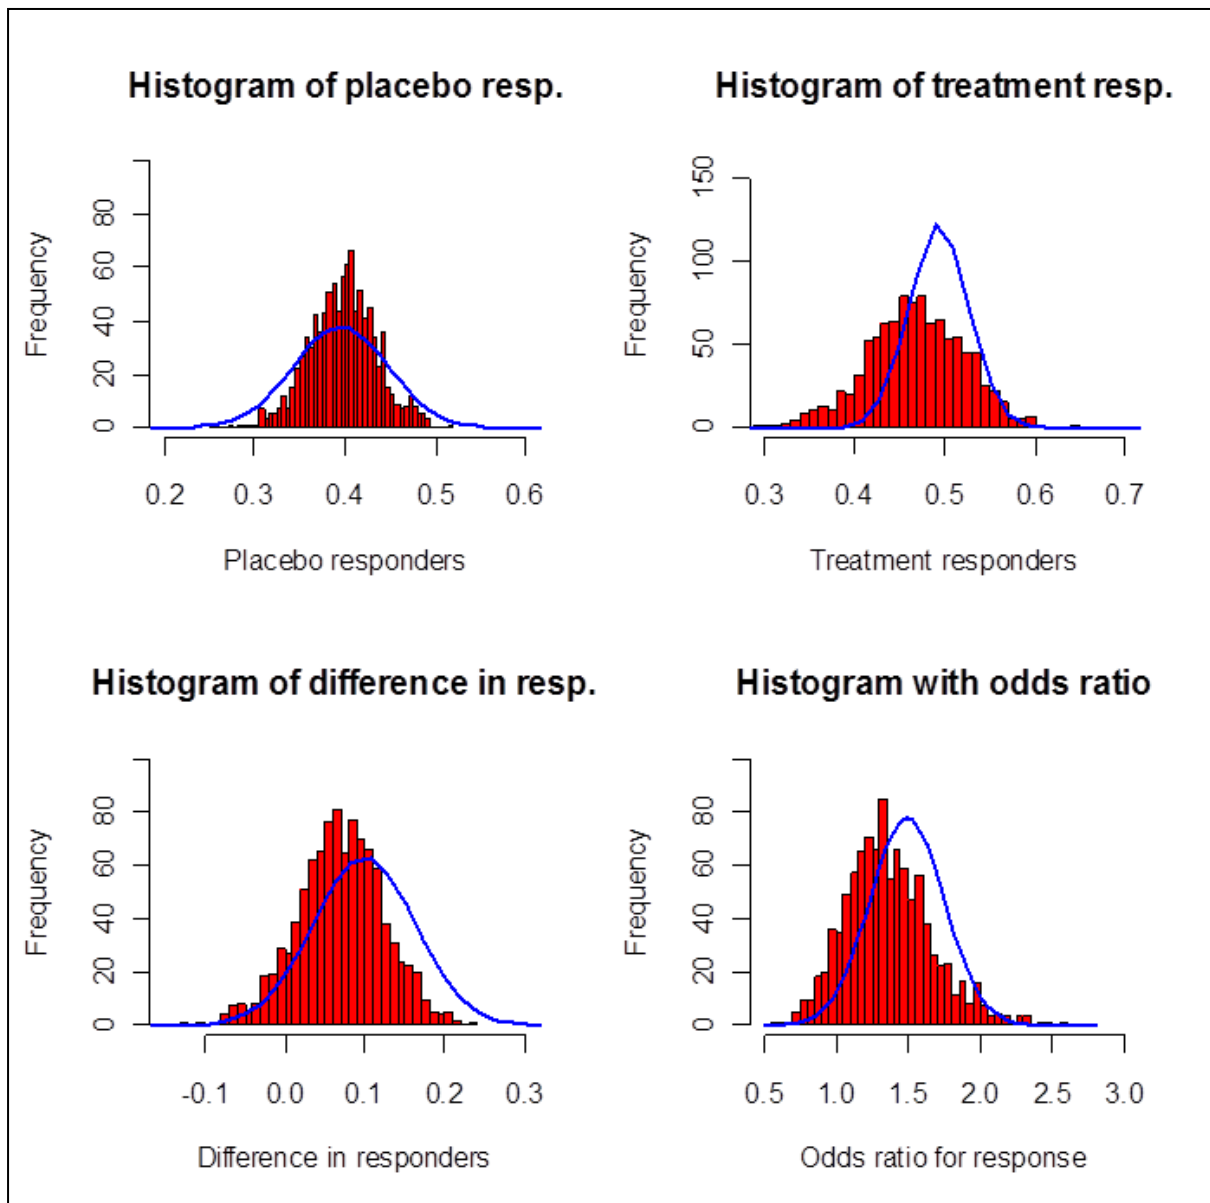 Histogram of placebo resp.
Frequency
0 20 40 60 80
0.2 0.3 0.4 0.5 0.6
Placebo responders
Histogram of treatment resp.
Frequency
0 50 100 150
0.3 0.4 0.5 0.6 0.7
Treatment responders
Histogram of difference in resp.
Frequency
0 20 40 60 80
-0.1 0.0 0.1 0.2 0.3
Difference in responders
Histogram with odds ratio
Frequency
0 20 40 60 80
0.5 1.0 1.5 2.0 2.5 3.0
Odds ratio for response